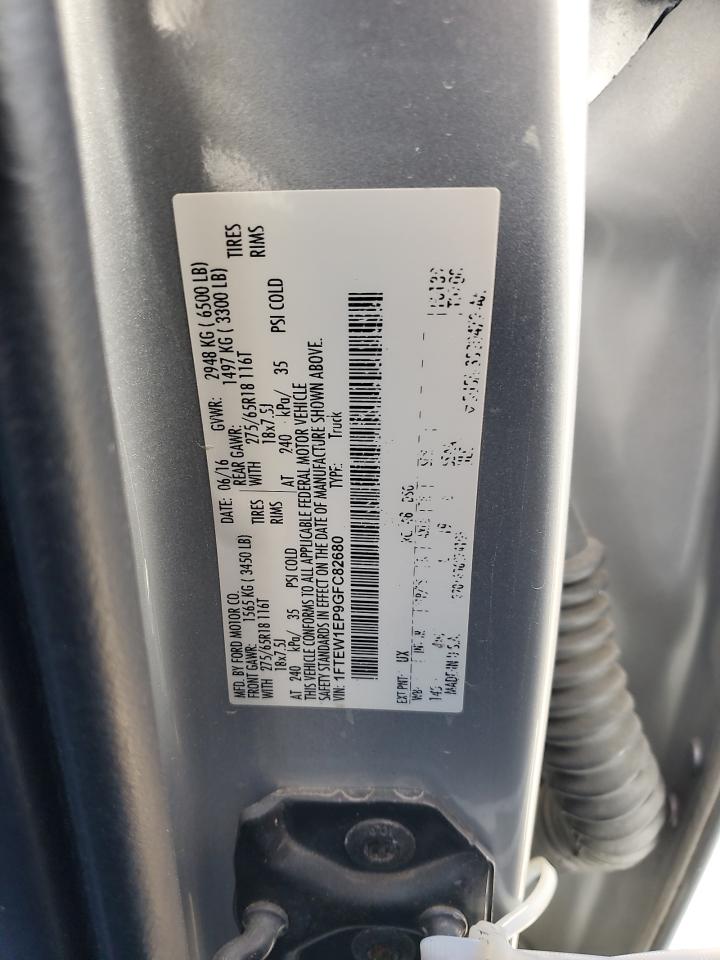 MFD. BY FORD MOTOR CO. DATE: 06/16 GVWR: 2948 KG ( 6500 LB)
FRONT GAWR: 1565 KG ( 3450 LB) REAR GAWR: 1497 KG ( 3300 LB)
WITH 275/65R18 116T TIRES WITH 275/65R18 116T TIRES
18x7.5J RIMS 18x7.5J RIMS
AT 240 kPa/ 35 PSI COLD AT 240 kPa/ 35 PSI COLD
THIS VEHICLE CONFORMS TO ALL APPLICABLE FEDERAL MOTOR VEHICLE
SAFETY STANDARDS IN EFFECT ON THE DATE OF MANUFACTURE SHOWN ABOVE.
VIN: 1FTEW1EP9GFC82680 TYPE: Truck
EXT PNT: UX
WB
MADE IN U.S.A.